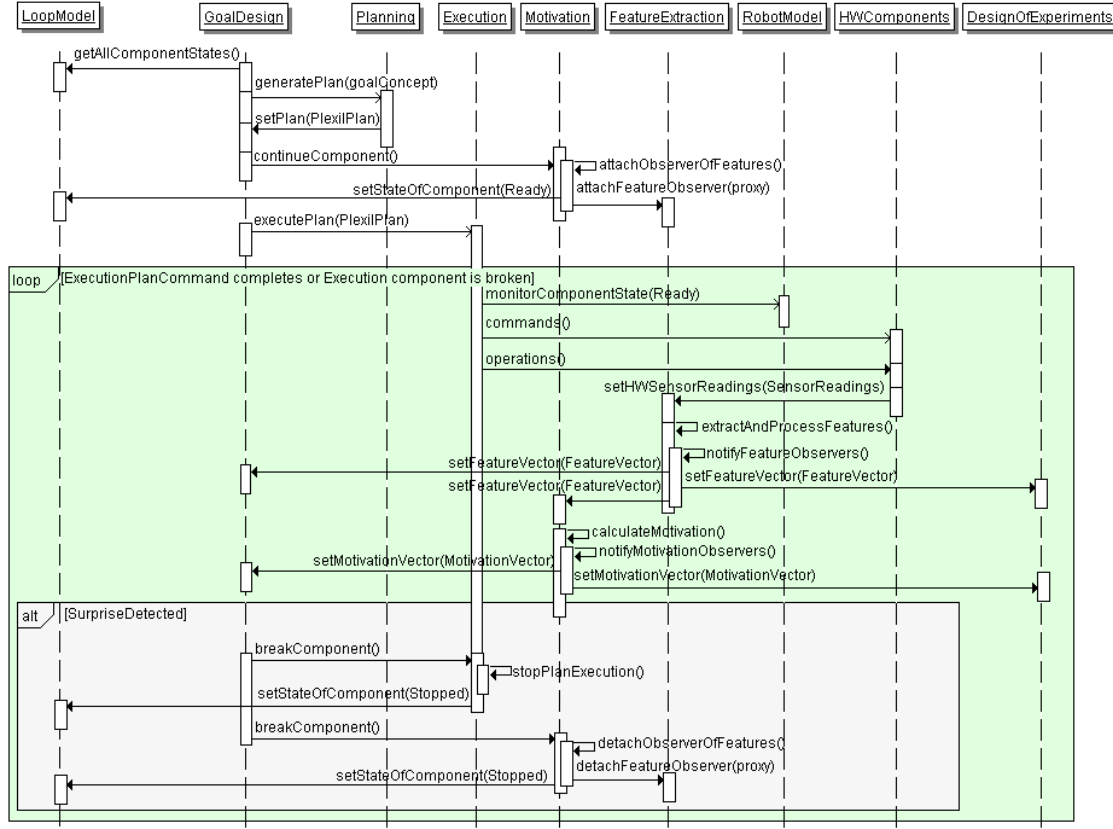 LoopModel
GoalDesign
Planning
Execution
Motivation
FeatureExtraction
RobotModel
HWComponents
DesignOfExperiments
getAllComponentStates()
generatePlan(goalConcept)
setPlan(PlexilPlan)
continueComponent()
attachObserverOfFeatures()
setStateOfComponent(Ready)
attachFeatureObserver(proxy)
executePlan(PlexilPlan)
loop
[ExecutionPlanCommand completes or Execution component is broken]
monitorComponentState(Ready)
commands()
operations()
setHWSensorReadings(SensorReadings)
extractAndProcessFeatures()
notifyFeatureObservers()
setFeatureVector(FeatureVector)
setFeatureVector(FeatureVector)
setFeatureVector(FeatureVector)
calculateMotivation()
notifyMotivationObservers()
setMotivationVector(MotivationVector)
setMotivationVector(MotivationVector)
alt
[SurpriseDetected]
breakComponent()
stopPlanExecution()
setStateOfComponent(Stopped)
breakComponent()
detachObserverOfFeatures()
detachFeatureObserver(proxy)
setStateOfComponent(Stopped)